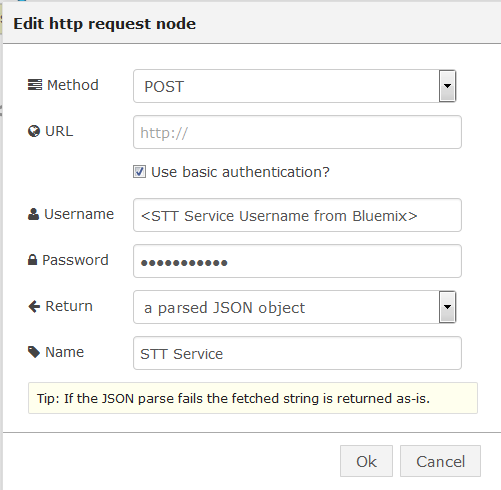 Edit http request node
Method POST
URL http://
Use basic authentication?
Username <STT Service Username from Bluemix>
Password •••••••••••
Return a parsed JSON object
Name STT Service
Tip: If the JSON parse fails the fetched string is returned as-is.
Ok Cancel